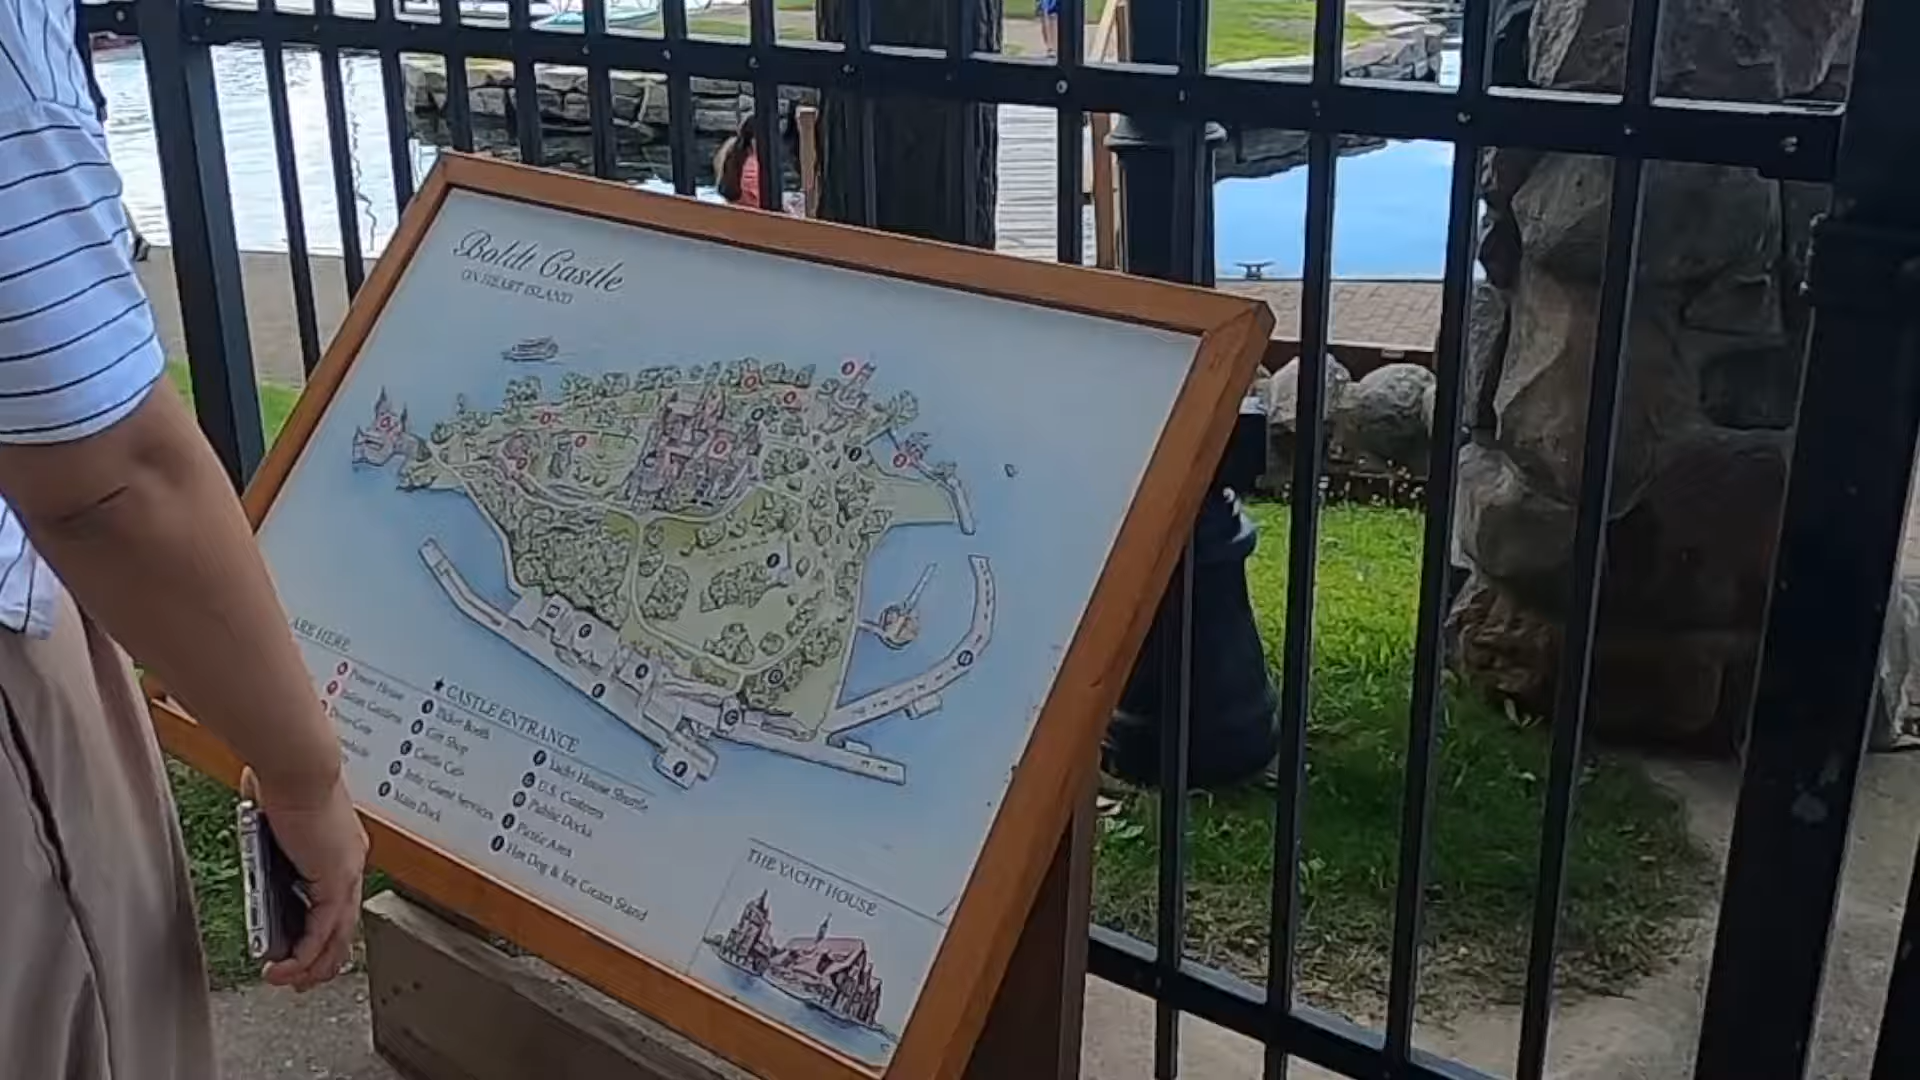 Boldt Castle
ON HEART ISLAND
ARE HERE
Power House
Italian Gardens
Dove-Cote
CASTLE ENTRANCE
Ticket Booth
Gift Shop
Castle Cafe
Info/Guest Services
Main Dock
Yacht House Shuttle
U.S. Customs
Public Docks
Picnic Area
Hot Dog & Ice Cream Stand
THE YACHT HOUSE